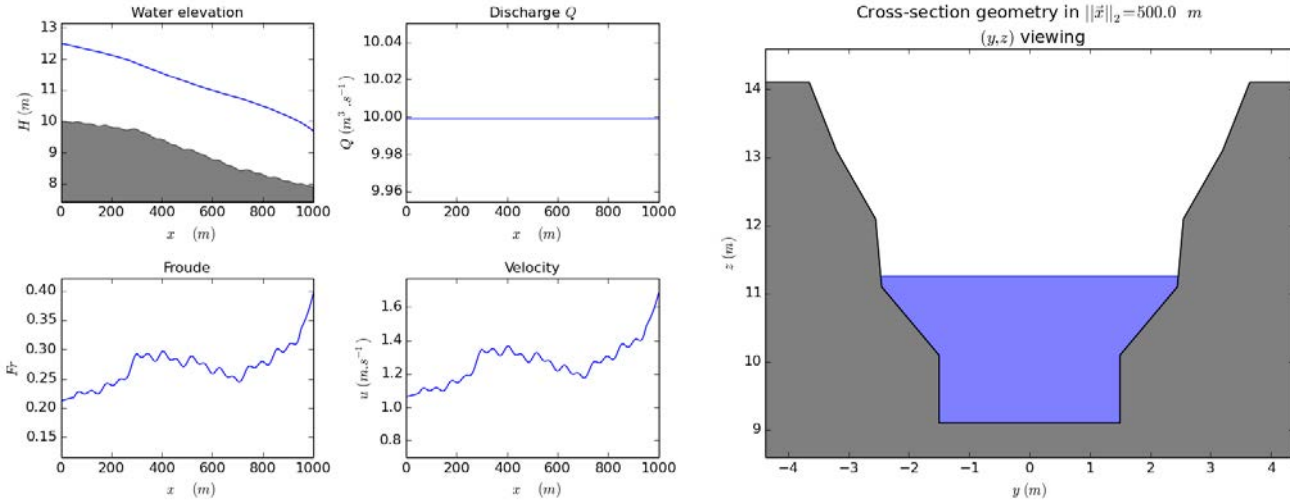 Water elevation
13
12
11
10
9
8
H (m)
0 200 400 600 800 1000
x (m)
Discharge Q
10.04
10.02
10.00
9.98
9.96
Q (m³ .s⁻¹)
0 200 400 600 800 1000
x (m)
Froude
0.40
0.35
0.30
0.25
0.20
0.15
Fr
0 200 400 600 800 1000
x (m)
Velocity
1.6
1.4
1.2
1.0
0.8
u (m.s⁻¹)
0 200 400 600 800 1000
x (m)
Cross-section geometry in ||x⃗||₂=500.0 m
(y,z) viewing
14
13
12
11
10
9
z (m)
−4 −3 −2 −1 0 1 2 3 4
y (m)